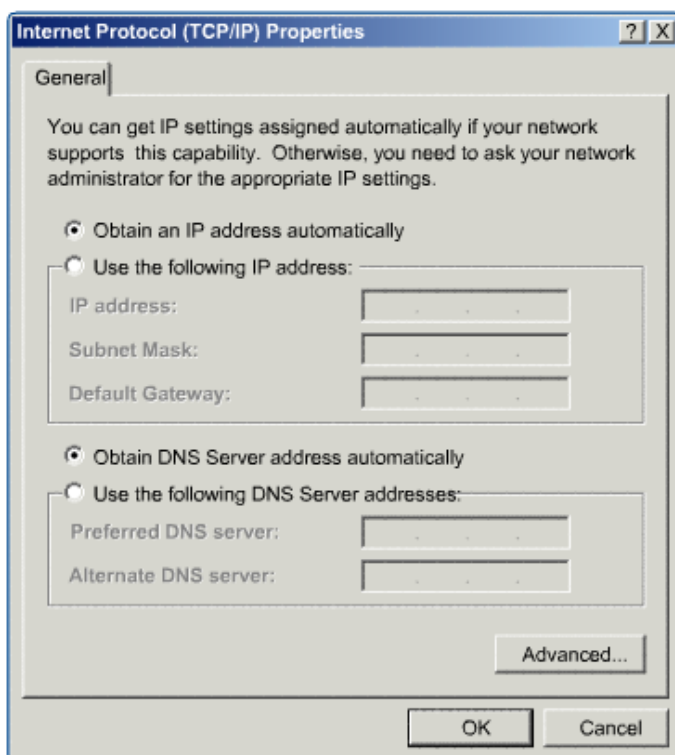 Internet Protocol (TCP/IP) Properties
? X
General
You can get IP settings assigned automatically if your network
supports this capability. Otherwise, you need to ask your network
administrator for the appropriate IP settings.
Obtain an IP address automatically
Use the following IP address:
IP address:
Subnet Mask:
Default Gateway:
Obtain DNS Server address automatically
Use the following DNS Server addresses:
Preferred DNS server:
Alternate DNS server:
Advanced...
OK Cancel